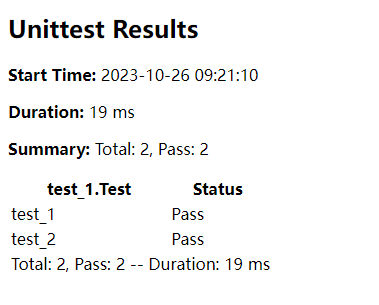 Unittest Results
Start Time: 2023-10-26 09:21:10
Duration: 19 ms
Summary: Total: 2, Pass: 2
test_1.Test Status
test_1 Pass
test_2 Pass
Total: 2, Pass: 2 -- Duration: 19 ms